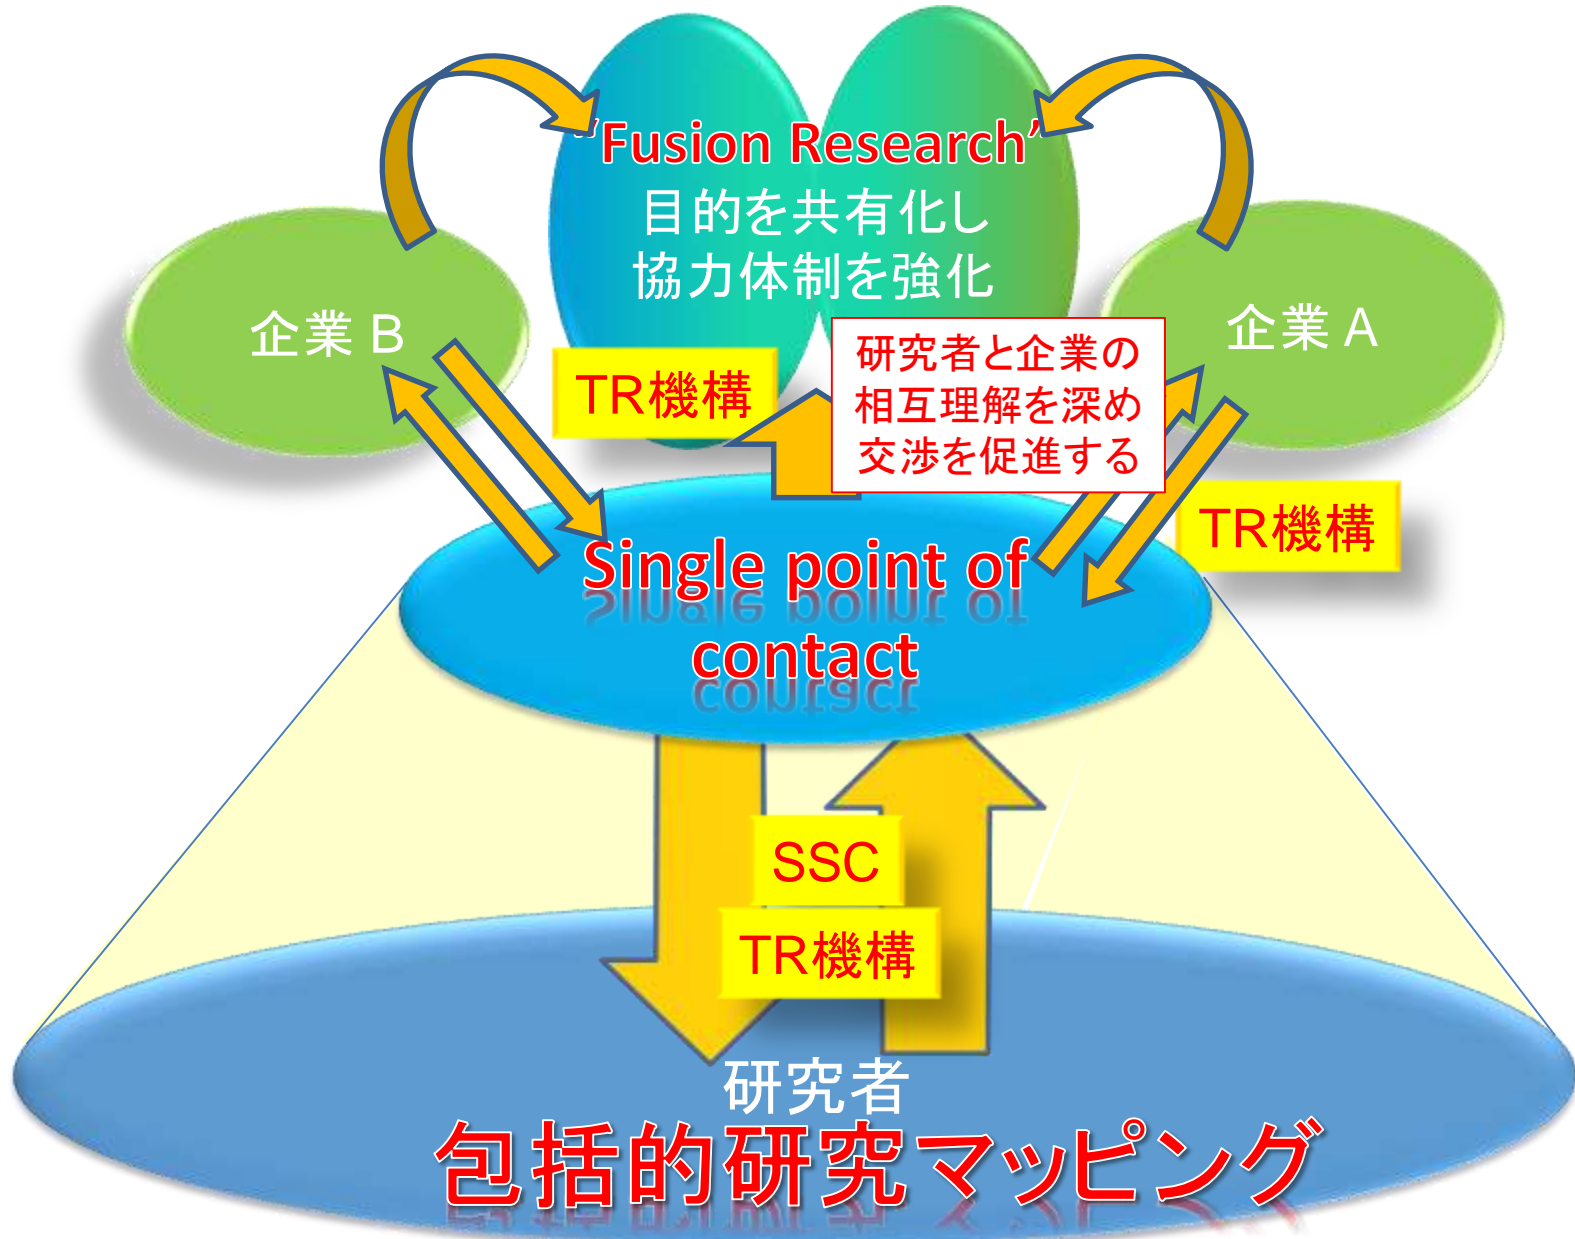 “Fusion Research”
目的を共有化し
協力体制を強化
企業 B
企業 A
TR機構
研究者と企業の
相互理解を深め
交渉を促進する
TR機構
Single point of
contact
SSC
TR機構
研究者
包括的研究マッピング